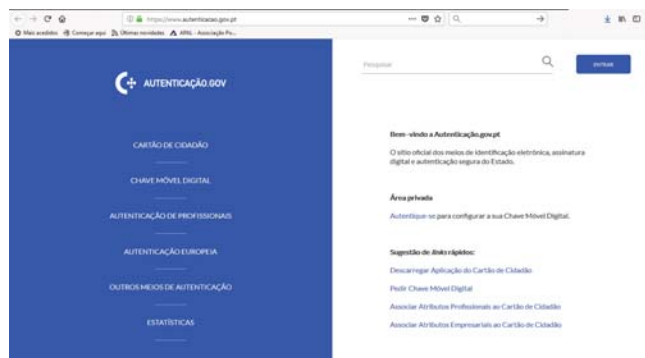 https://www.autenticacao.gov.pt
Mais acedidos
Começar aqui
Últimas novidades
APRL - Associação Po...
AUTENTICAÇÃO.GOV
Pesquisar
ENTRAR
CARTÃO DE CIDADÃO
CHAVE MÓVEL DIGITAL
AUTENTICAÇÃO DE PROFISSIONAIS
AUTENTICAÇÃO EUROPEIA
OUTROS MEIOS DE AUTENTICAÇÃO
ESTATÍSTICAS
Bem-vindo a Autenticação.gov.pt
O sítio oficial dos meios de identificação eletrónica, assinatura
digital e autenticação segura do Estado.
Área privada
Autentique-se para configurar a sua Chave Móvel Digital.
Sugestão de links rápidos:
Descarregar Aplicação do Cartão de Cidadão
Pedir Chave Móvel Digital
Associar Atributos Profissionais ao Cartão de Cidadão
Associar Atributos Empresariais ao Cartão de Cidadão